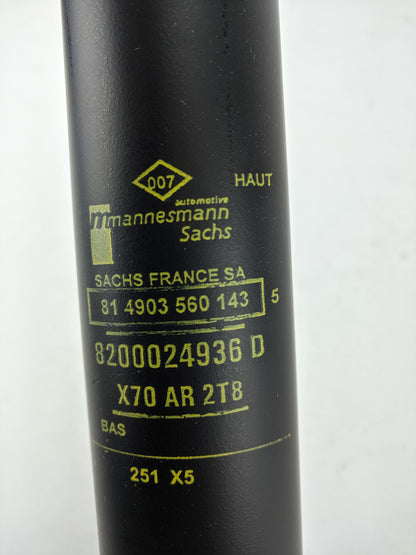 007 HAUT
automotive
mannesmann
Sachs
SACHS FRANCE SA
81 4903 560 143 5
8200024936 D
X70 AR 2T8
BAS
251 X5